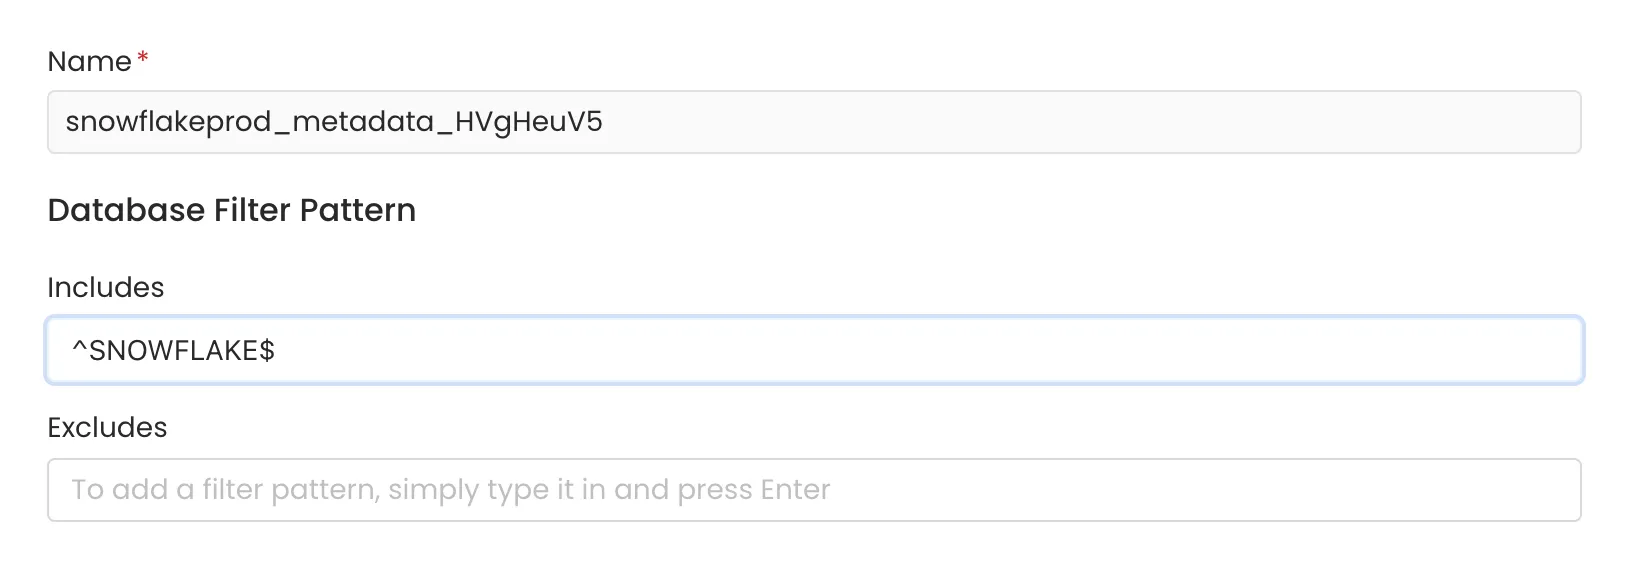 Name*
snowflakeprod_metadata_HVgHeuV5
Database Filter Pattern
Includes
^SNOWFLAKE$
Excludes
To add a filter pattern, simply type it in and press Enter